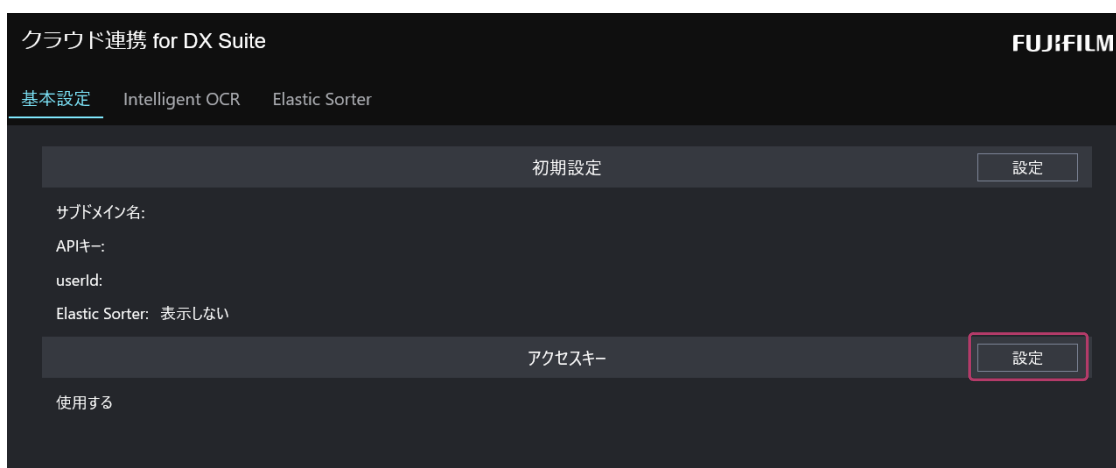 クラウド連携 for DX Suite FUJIFILM
基本設定 Intelligent OCR Elastic Sorter
初期設定 設定
サブドメイン名:
APIキー:
userId:
Elastic Sorter: 表示しない
アクセスキー 設定
使用する